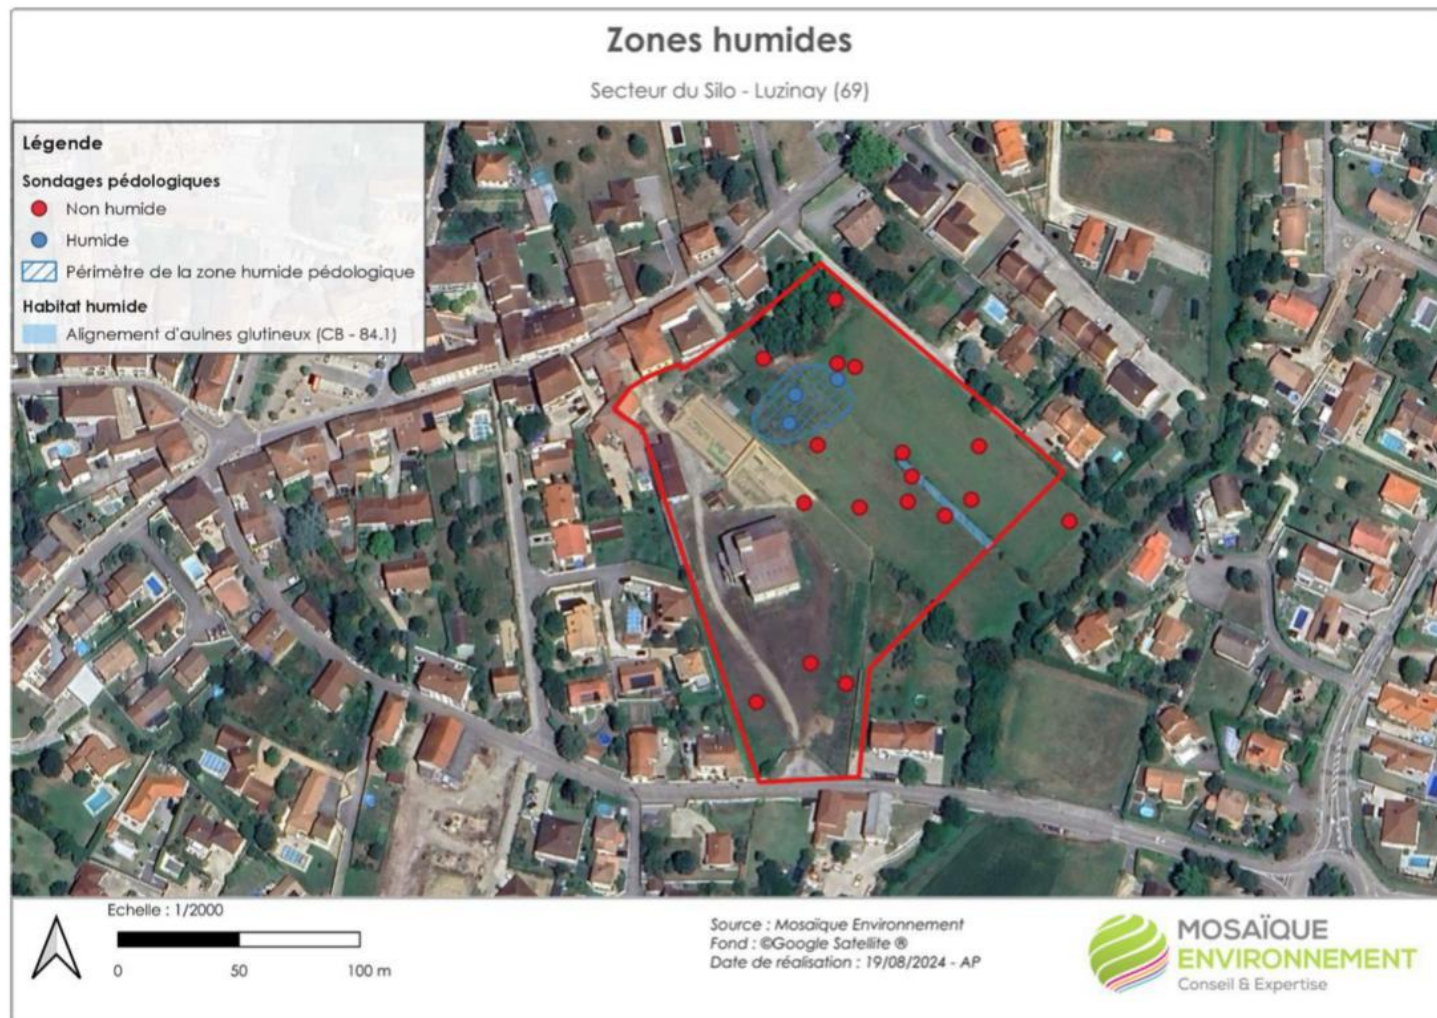 Zones humides
Secteur du Silo - Luzinay (69)
Légende
Sondages pédologiques
Non humide
Humide
Périmètre de la zone humide pédologique
Habitat humide
Alignement d'aulnes glutineux (CB - 84.1)
Echelle : 1/2000
0 50 100 m
Source : Mosaïque Environnement
Fond : ©Google Satellite ®
Date de réalisation : 19/08/2024 - AP
MOSAÏQUE
ENVIRONNEMENT
Conseil & Expertise